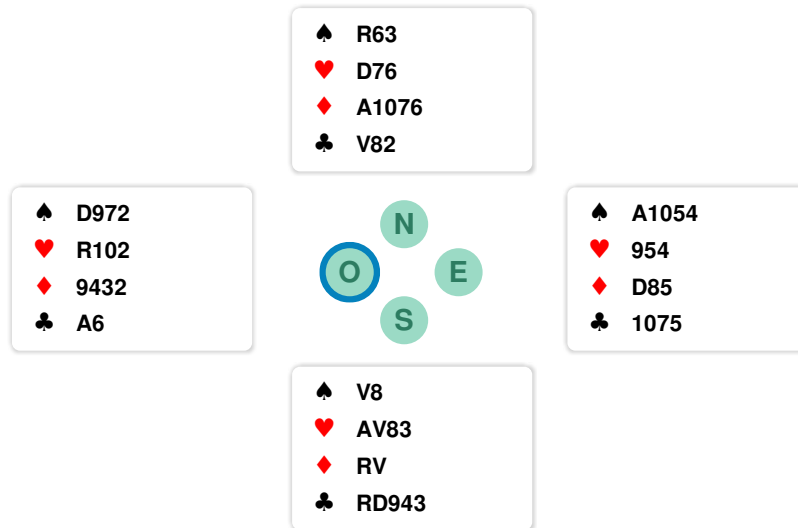 ♠ R63
♥ D76
♦ A1076
♣ V82
♠ D972
♥ R102
♦ 9432
♣ A6
N
O
E
S
♠ A1054
♥ 954
♦ D85
♣ 1075
♠ V8
♥ AV83
♦ RV
♣ RD943